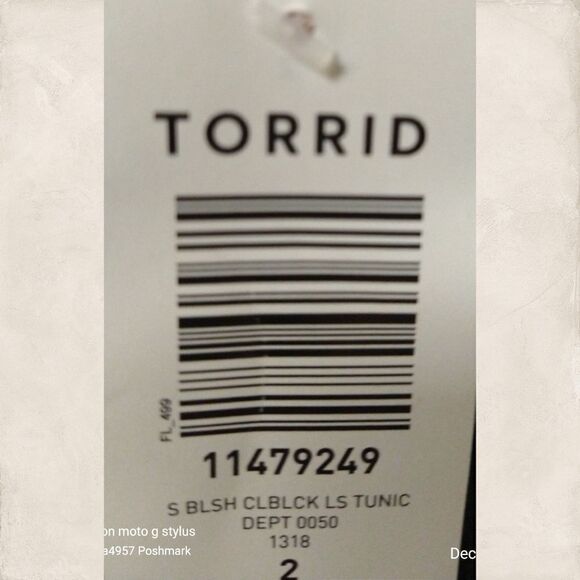 TORRID
FL_499
11479249
S BLSH CLBLCK LS TUNIC
DEPT 0050
1318
2
on moto g stylus
a4957 Poshmark
Dec